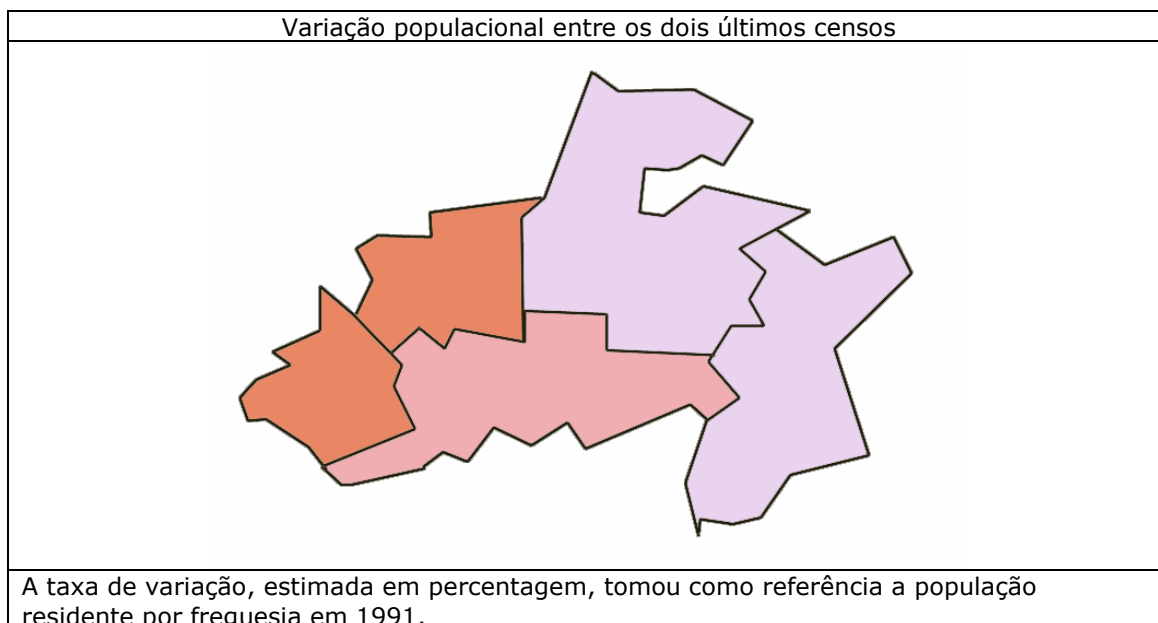 Variação populacional entre os dois últimos censos
A taxa de variação, estimada em percentagem, tomou como referência a população
residente por freguesia em 1991.